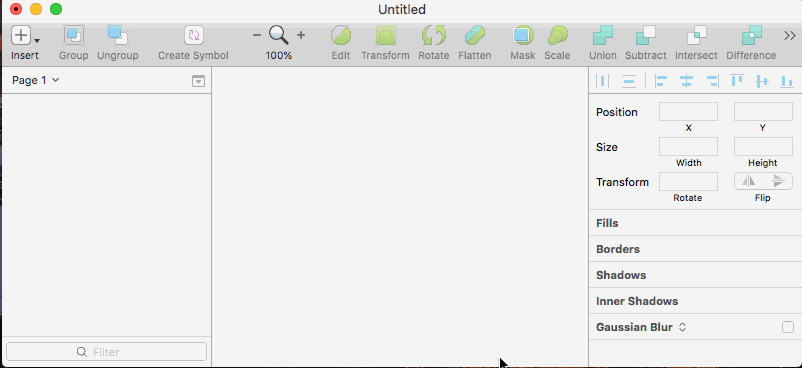 Untitled
Insert Group Ungroup Create Symbol 100% Edit Transform Rotate Flatten Mask Scale Union Subtract Intersect Difference
Page 1
Position
X Y
Size
Width Height
Transform
Rotate Flip
Fills
Borders
Shadows
Inner Shadows
Gaussian Blur
Filter